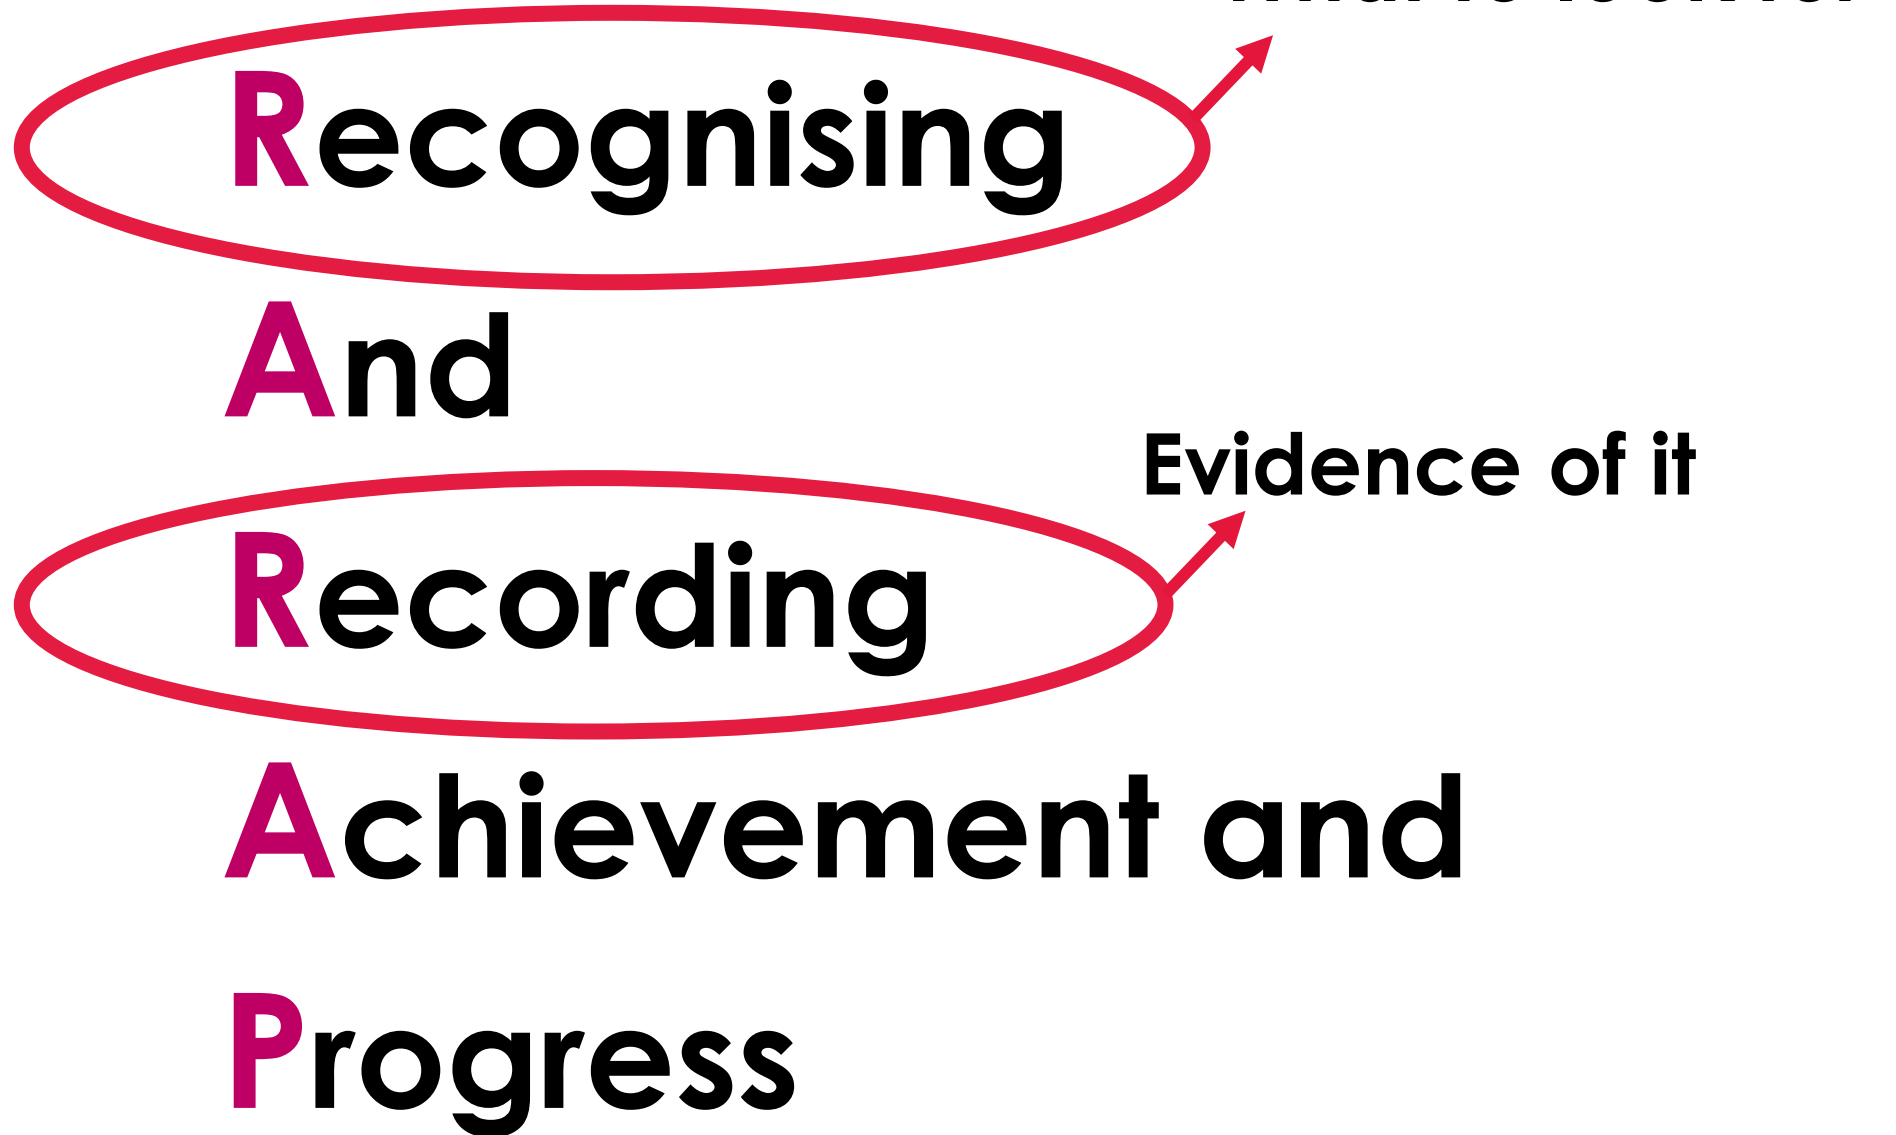 Recognising
And
Evidence of it
Recording
Achievement and
Progress